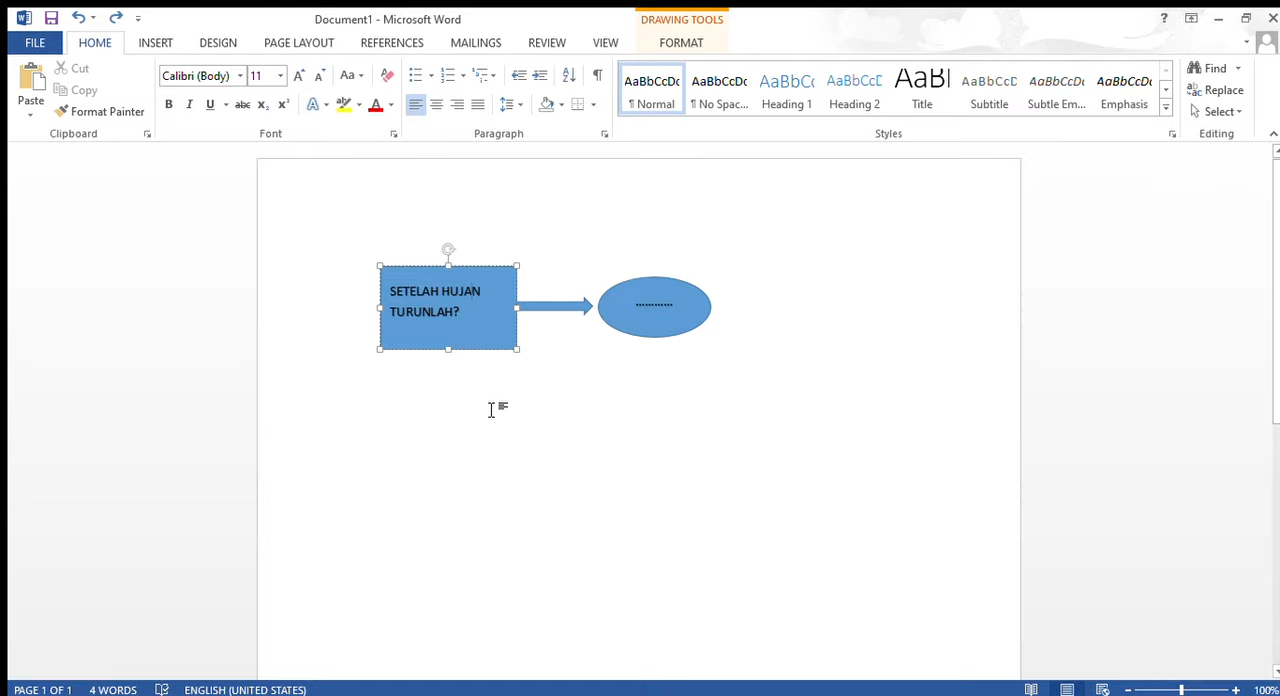 Document1 - Microsoft Word
DRAWING TOOLS
?
FILE
HOME
INSERT
DESIGN
PAGE LAYOUT
REFERENCES
MAILINGS
REVIEW
VIEW
FORMAT
Paste
Cut
Copy
Format Painter
Clipboard
Calibri (Body)
11
Font
Paragraph
AaBbCcDc
¶ Normal
AaBbCcDc
¶ No Spac...
AaBbCc
Heading 1
AaBbCcD
Heading 2
AaBl
Title
AaBbCcD
Subtitle
AaBbCcDc
Subtle Em...
AaBbCcDc
Emphasis
Styles
Find
Replace
Select
Editing
SETELAH HUJAN
TURUNLAH?
............
PAGE 1 OF 1
4 WORDS
ENGLISH (UNITED STATES)
100%